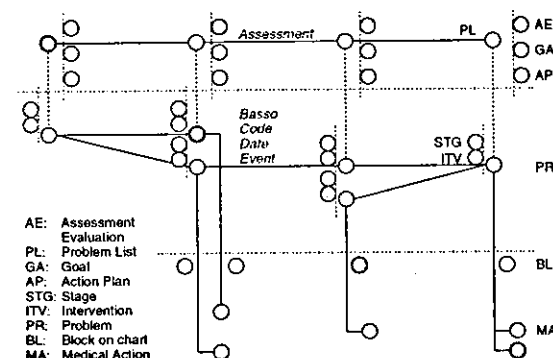 Assessment
PL
AE
GA
AP
Basso
Code
Date
Event
STG
ITV
PR
BL
MA
AE: Assessment
Evaluation
PL: Problem List
GA: Goal
AP: Action Plan
STG: Stage
ITV: Intervention
PR: Problem
BL: Block on chart
MA: Medical Action